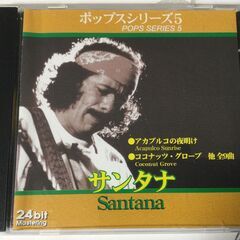 ポップスシリーズ5
POPS SERIES 5
●アカプルコの夜明け
Acapulco Sunrise
●ココナッツ・グローブ 他 全9曲
Coconut Grove
サンタナ
Santana
24bit
Mastering